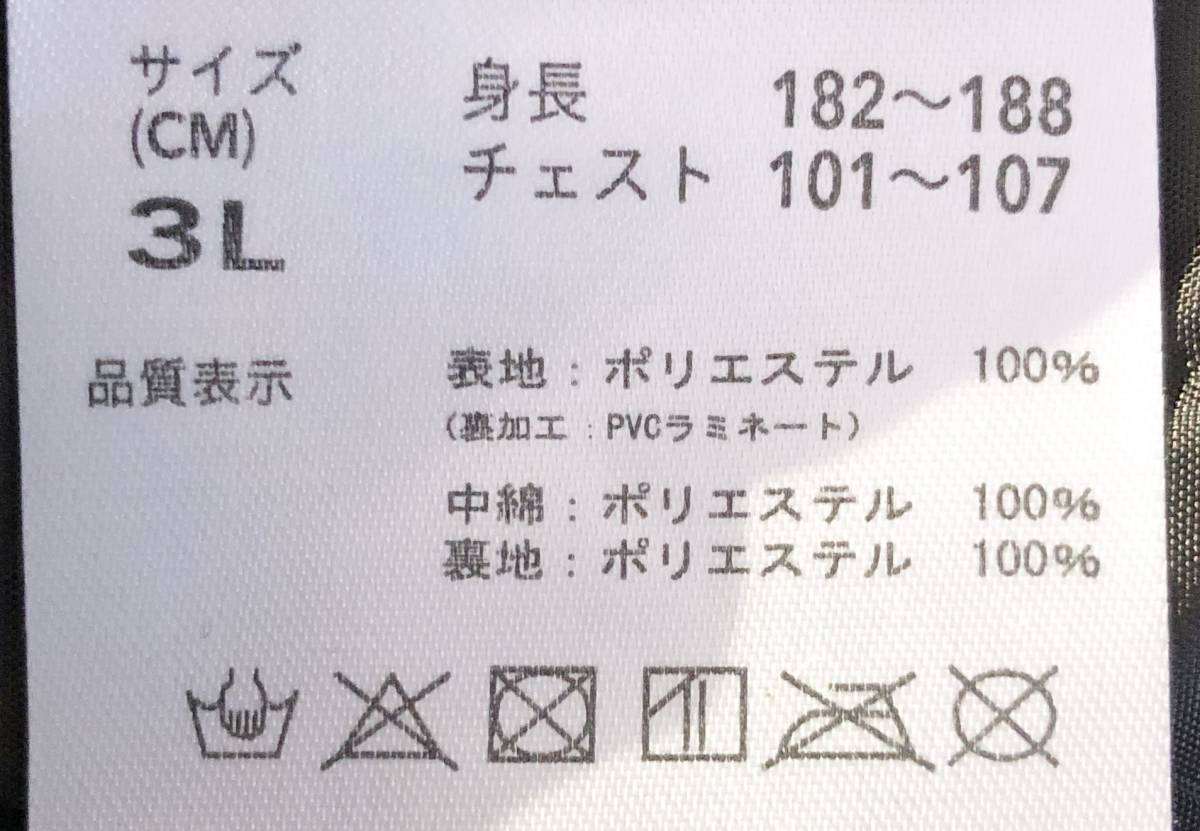 サイズ
(CM)
3L
身長 182～188
チェスト 101～107
品質表示
表地：ポリエステル 100%
(裏加工：PVCラミネート)
中綿：ポリエステル 100%
裏地：ポリエステル 100%